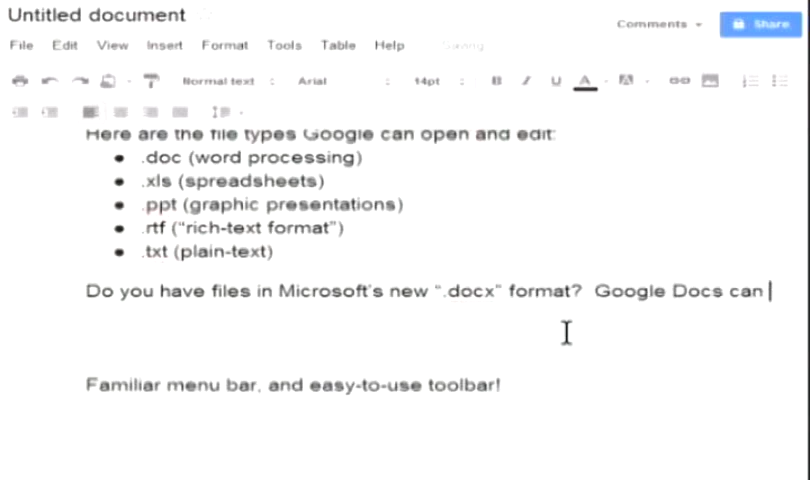 Untitled document
Comments
Share
File Edit View Insert Format Tools Table Help Saving
Normal text Arial 14pt B I U A A
Here are the file types Google can open and edit:
.doc (word processing)
.xls (spreadsheets)
.ppt (graphic presentations)
.rtf ("rich-text format")
.txt (plain-text)
Do you have files in Microsoft's new ".docx" format? Google Docs can
Familiar menu bar, and easy-to-use toolbar!